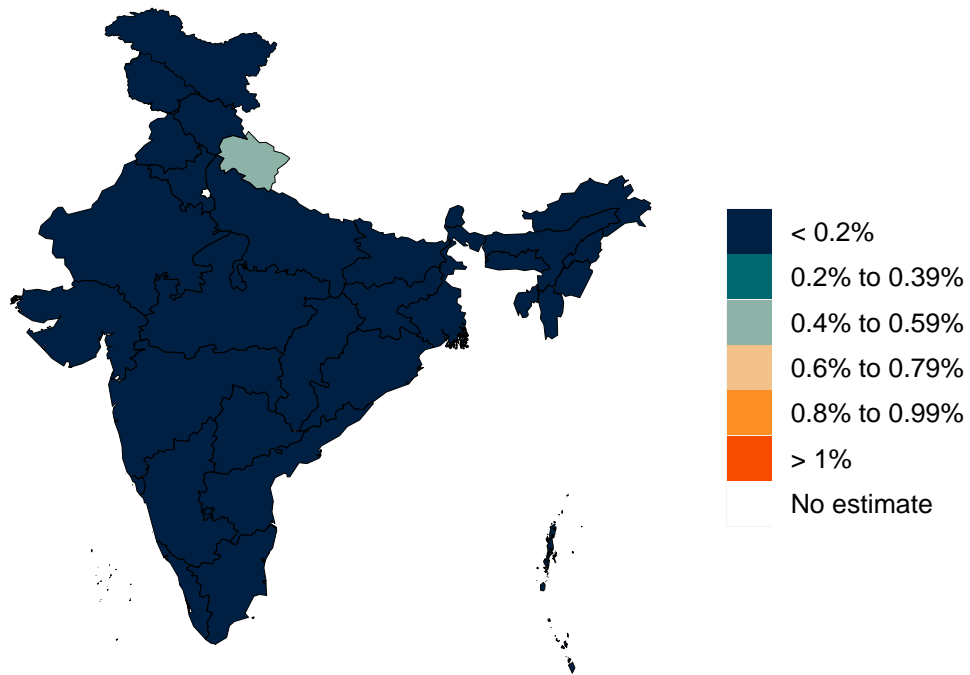 < 0.2%
0.2% to 0.39%
0.4% to 0.59%
0.6% to 0.79%
0.8% to 0.99%
> 1%
No estimate